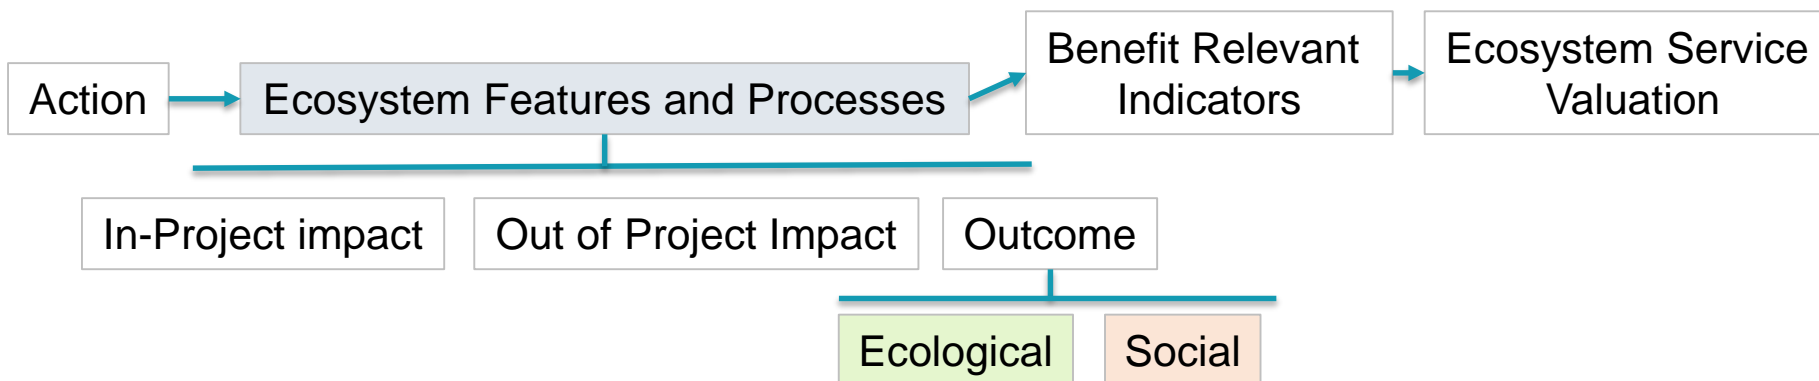 Action
Ecosystem Features and Processes
Benefit Relevant
Indicators
Ecosystem Service
Valuation
In-Project impact
Out of Project Impact
Outcome
Ecological
Social